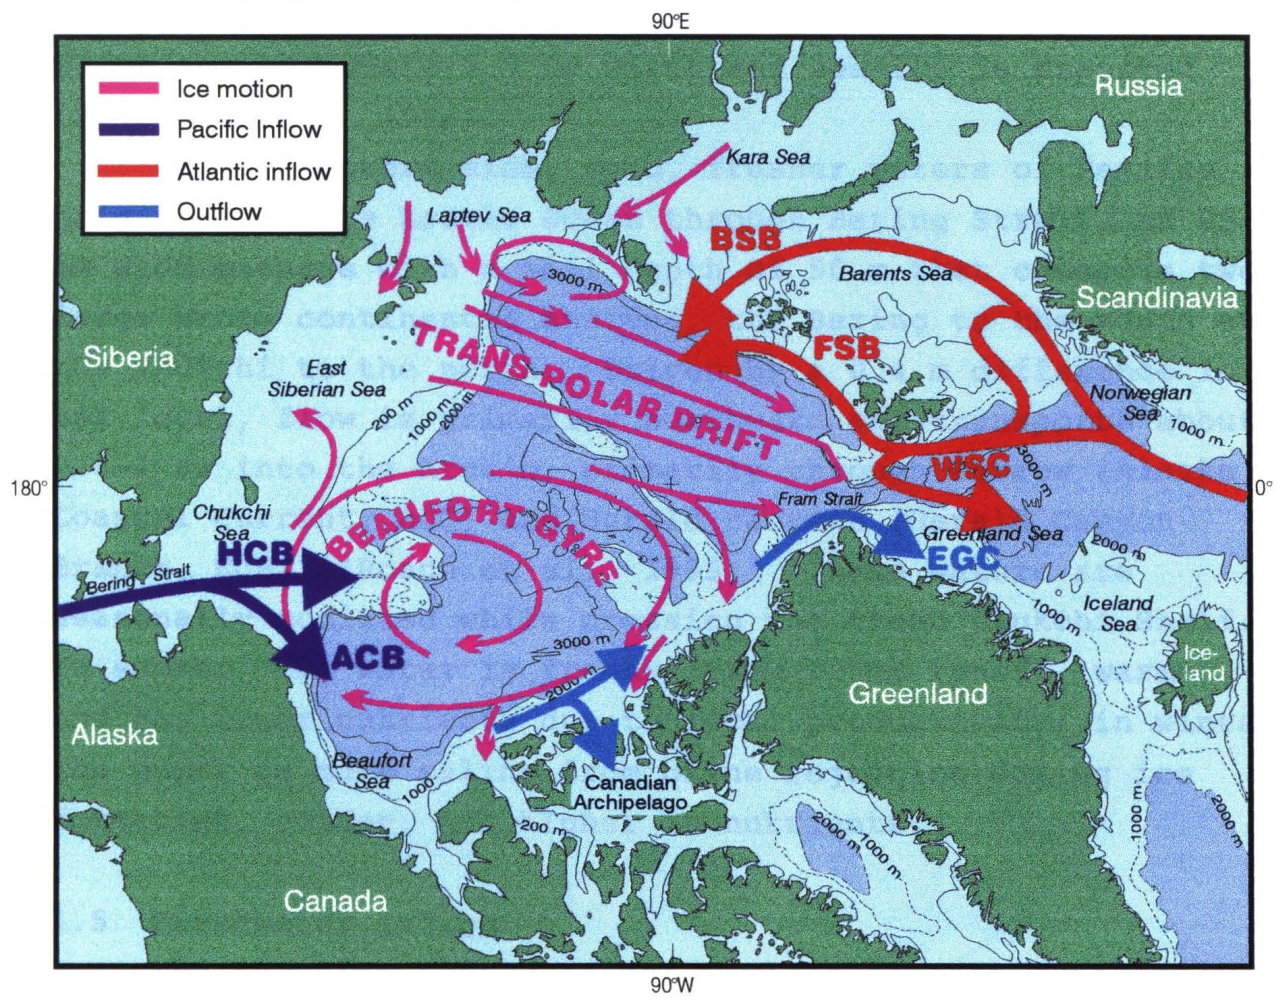 90°E
Ice motion
Pacific Inflow
Atlantic inflow
Outflow
Russia
Kara Sea
Laptev Sea
BSB
Barents Sea
3000 m
Scandinavia
TRANS POLAR DRIFT
FSB
Siberia
East
Siberian Sea
200 m
1000 m
2000 m
Norwegian
Sea
1000 m
3000 m
WSC
180°
0°
Fram Strait
Chukchi
Sea
BEAUFORT GYRE
HCB
Greenland Sea
EGC
2000 m
Bering Strait
1000 m
Iceland
Sea
3000 m
ACB
2000 m
Ice-
land
Greenland
Alaska
Beaufort
Sea
1000
Canadian
Archipelago
200 m
2000 m
1000 m
1000 m
2000 m
Canada
90°W